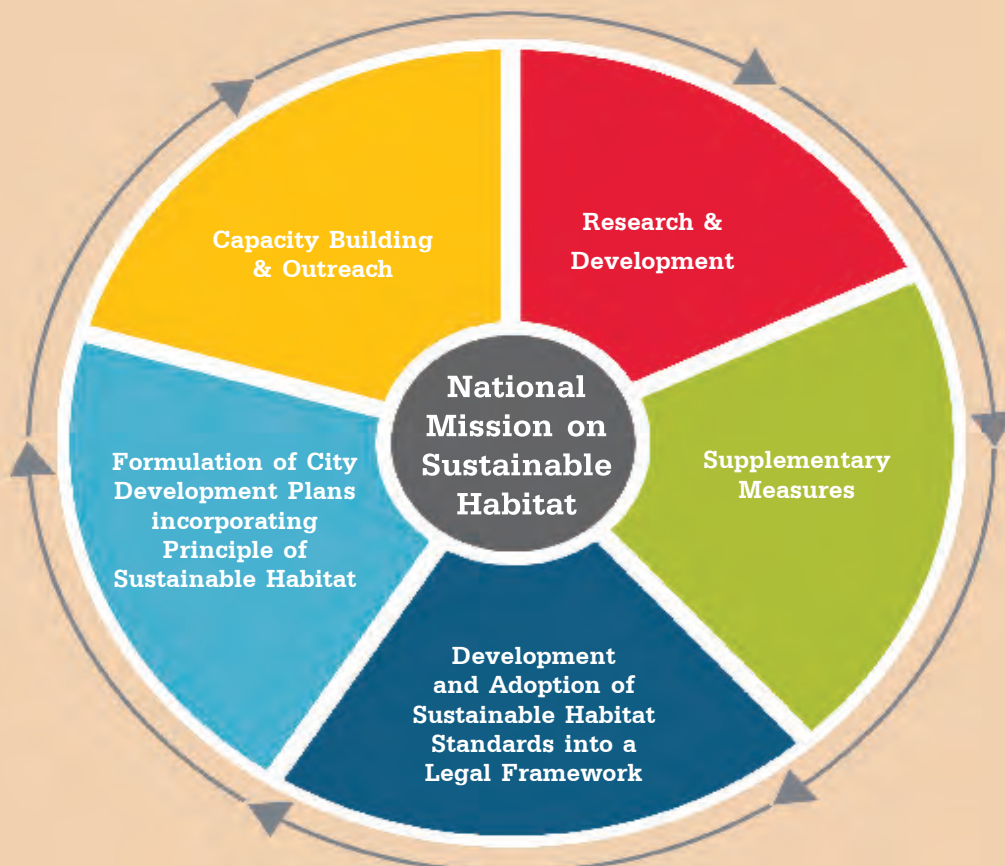 Research &
Development
Capacity Building
& Outreach
National
Mission on
Sustainable
Habitat
Supplementary
Measures
Formulation of City
Development Plans
incorporating
Principle of
Sustainable Habitat
Development
and Adoption of
Sustainable Habitat
Standards into a
Legal Framework